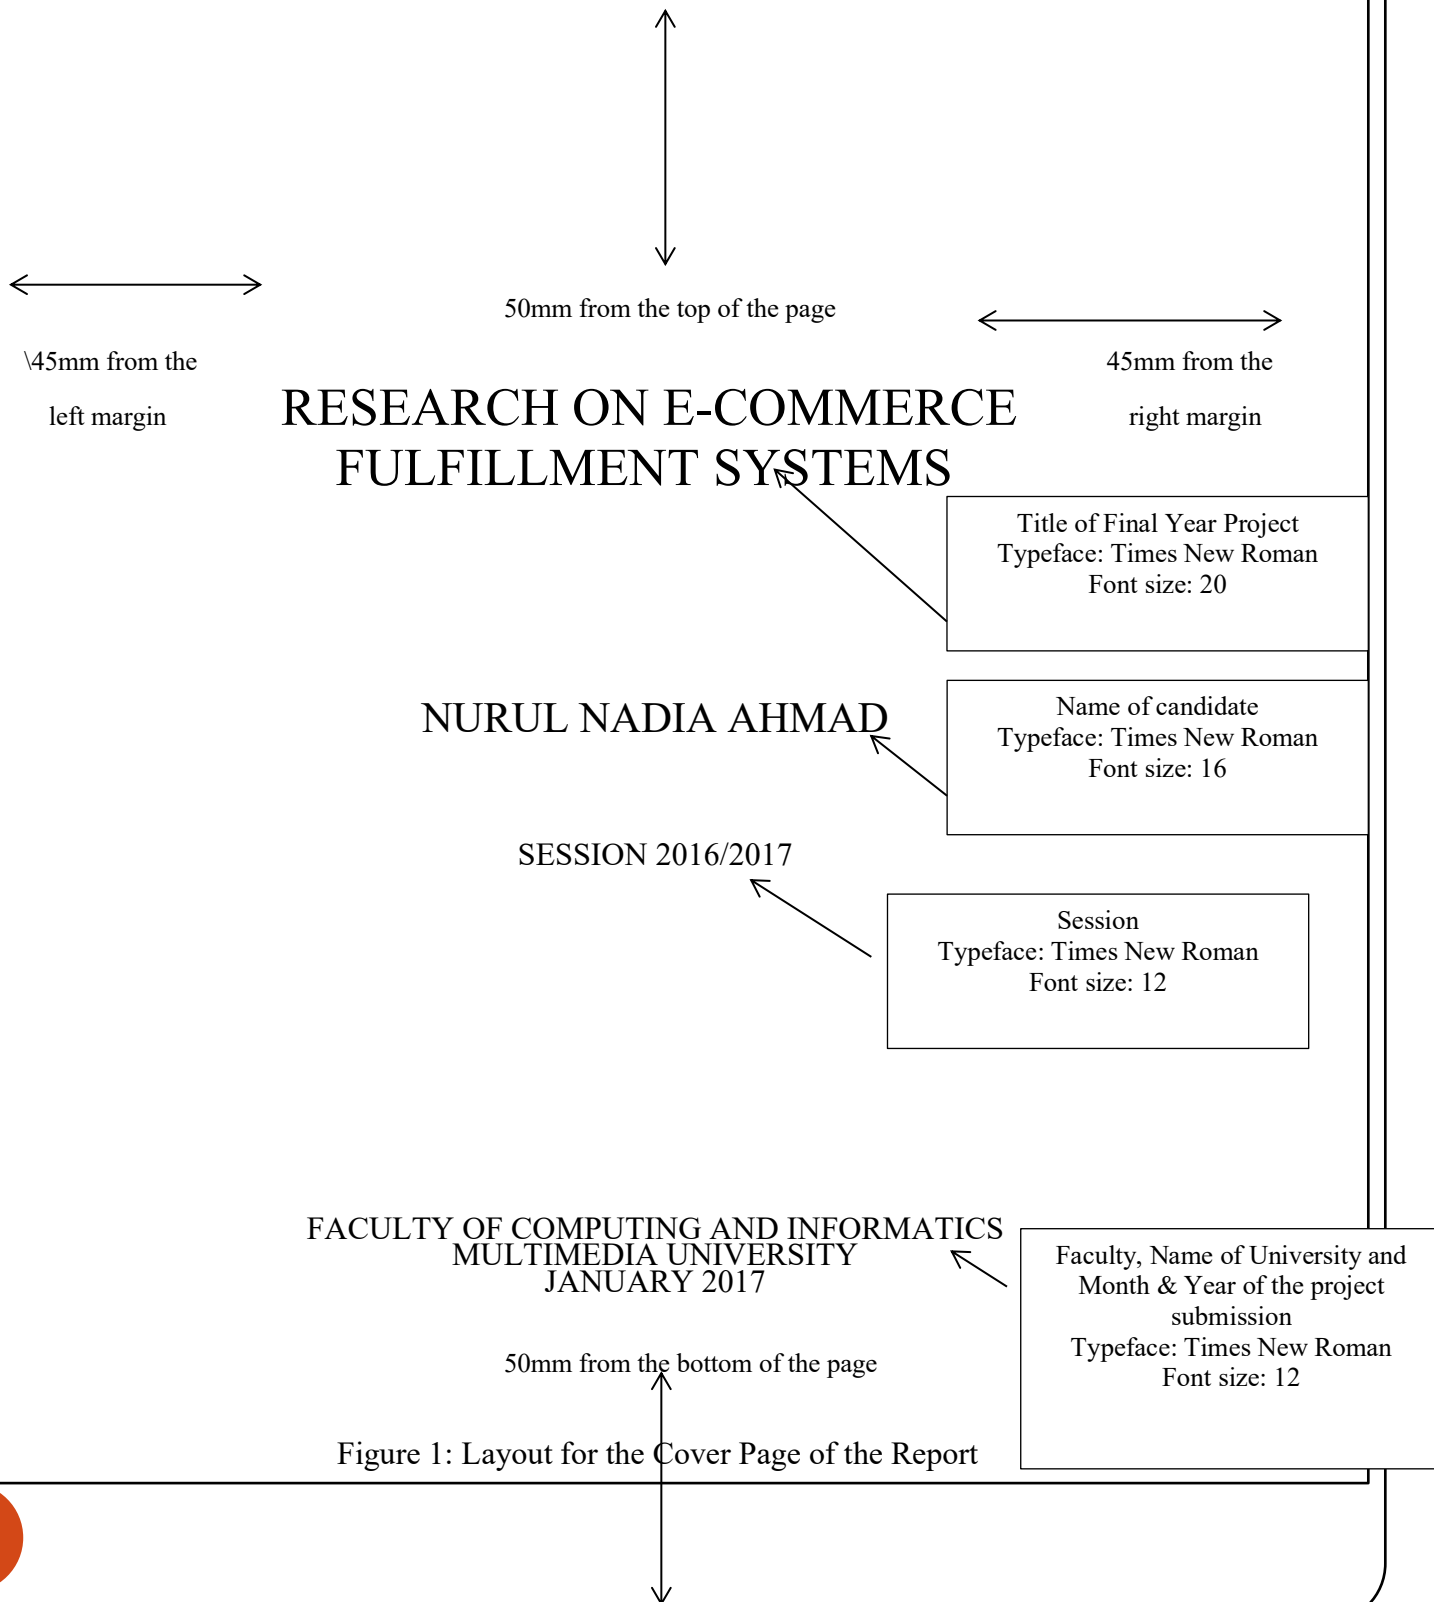 50mm from the top of the page
\45mm from the
left margin
45mm from the
right margin
RESEARCH ON E-COMMERCE
FULFILLMENT SYSTEMS
Title of Final Year Project
Typeface: Times New Roman
Font size: 20
NURUL NADIA AHMAD
Name of candidate
Typeface: Times New Roman
Font size: 16
SESSION 2016/2017
Session
Typeface: Times New Roman
Font size: 12
FACULTY OF COMPUTING AND INFORMATICS
MULTIMEDIA UNIVERSITY
JANUARY 2017
Faculty, Name of University and
Month & Year of the project
submission
Typeface: Times New Roman
Font size: 12
50mm from the bottom of the page
Figure 1: Layout for the Cover Page of the Report